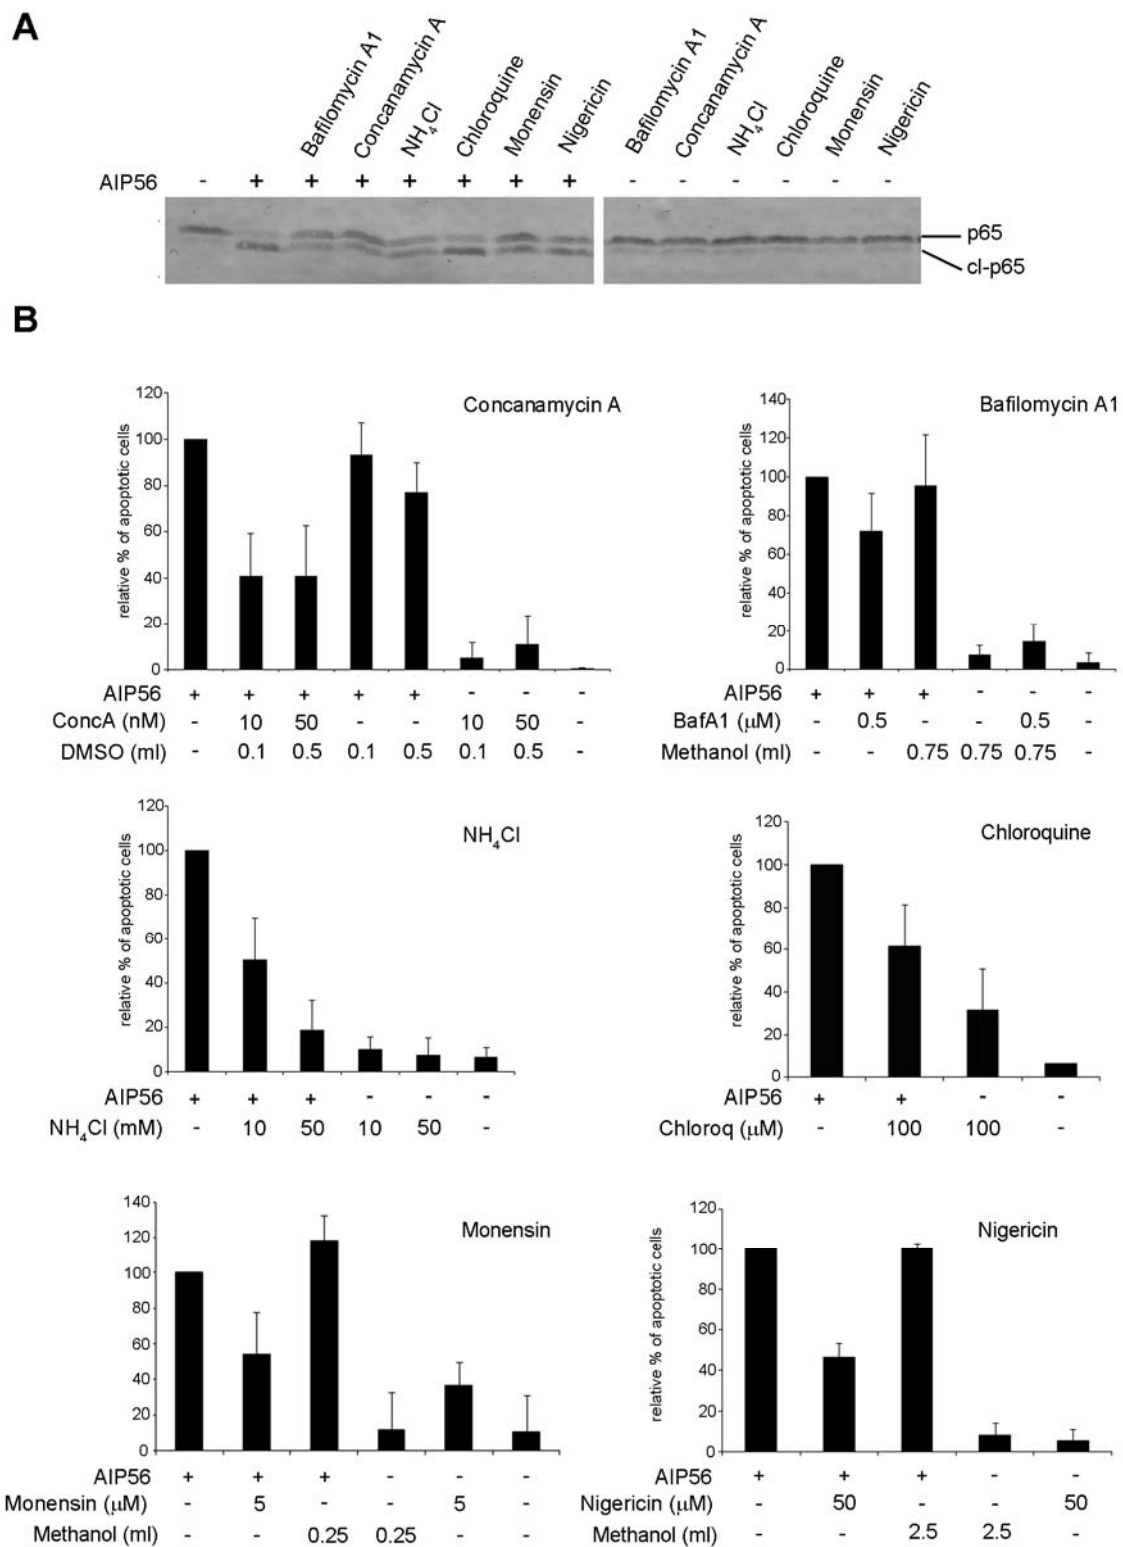 A
Bafilomycin A1 Concanamycin A NH4Cl Chloroquine Monensin Nigericin Bafilomycin A1 Concanamycin A NH4Cl Chloroquine Monensin Nigericin
AIP56 - + + + + + + + - - - - - -
p65
cl-p65
B
Concanamycin A
relative % of apoptotic cells
120
100
80
60
40
20
0
AIP56 + + + + + - - -
ConcA (nM) - 10 50 - - 10 50 -
DMSO (ml) - 0.1 0.5 0.1 0.5 0.1 0.5 -
Bafilomycin A1
relative % of apoptotic cells
140
120
100
80
60
40
20
0
AIP56 + + + - - -
BafA1 (μM) - 0.5 - - 0.5 -
Methanol (ml) - - 0.75 0.75 0.75 -
NH4Cl
relative % of apoptotic cells
120
100
80
60
40
20
0
AIP56 + + + - - -
NH4Cl (mM) - 10 50 10 50 -
Chloroquine
relative % of apoptotic cells
120
100
80
60
40
20
0
AIP56 + + - -
Chloroq (μM) - 100 100 -
Monensin
140
120
100
80
60
40
20
0
AIP56 + + + - - -
Monensin (μM) - 5 - - 5 -
Methanol (ml) - - 0.25 0.25 - -
Nigericin
relative % of apoptotic cells
120
100
80
60
40
20
0
AIP56 + + + - -
Nigericin (μM) - 50 - - 50
Methanol (ml) - - 2.5 2.5 -